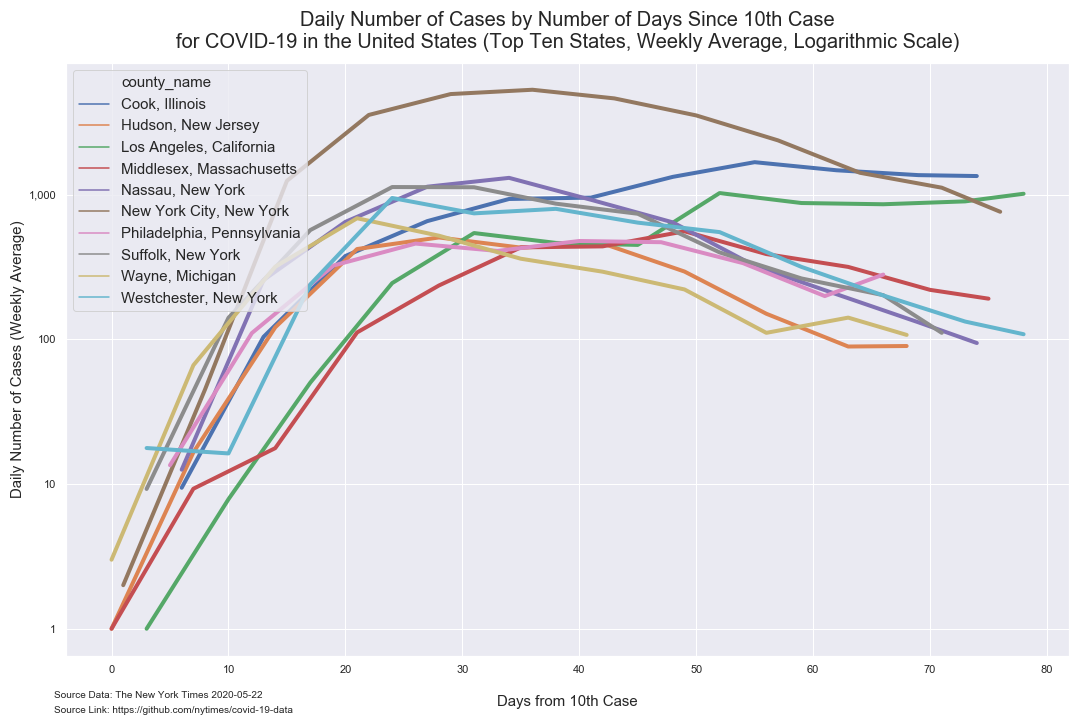 Daily Number of Cases by Number of Days Since 10th Case
for COVID-19 in the United States (Top Ten States, Weekly Average, Logarithmic Scale)
county_name
Cook, Illinois
Hudson, New Jersey
Los Angeles, California
Middlesex, Massachusetts
Nassau, New York
New York City, New York
Philadelphia, Pennsylvania
Suffolk, New York
Wayne, Michigan
Westchester, New York
Daily Number of Cases (Weekly Average)
1,000
100
10
1
0 10 20 30 40 50 60 70 80
Days from 10th Case
Source Data: The New York Times 2020-05-22
Source Link: https://github.com/nytimes/covid-19-data